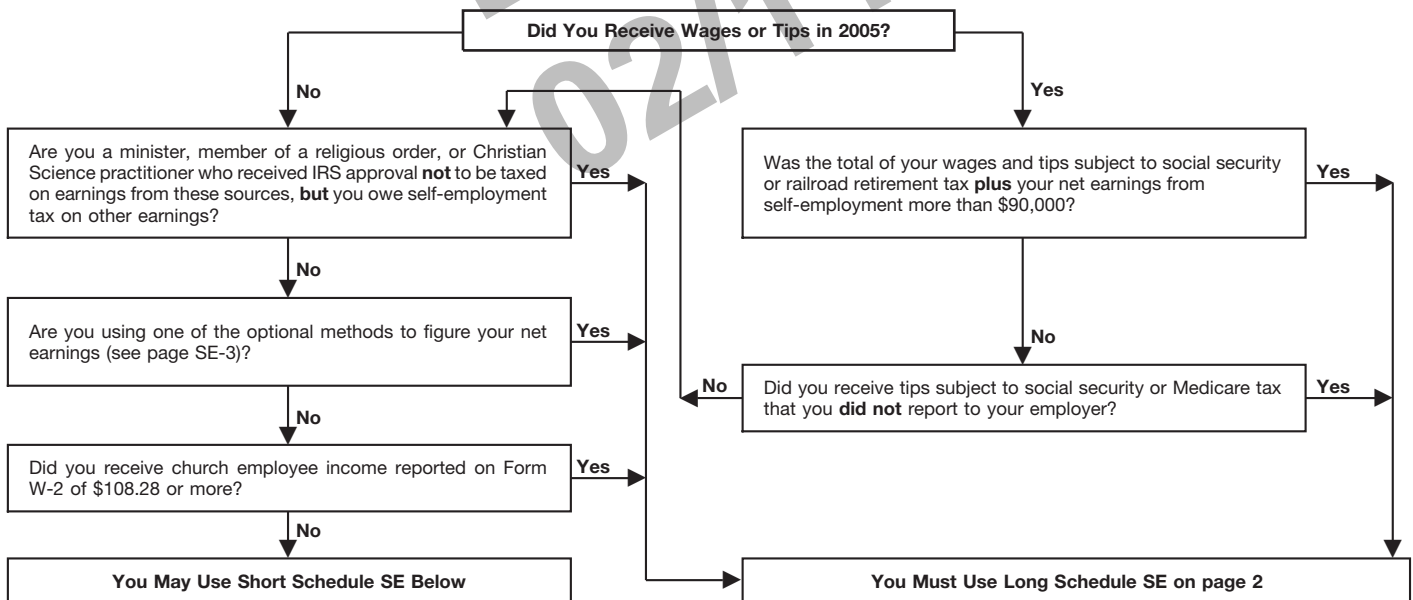 Did You Receive Wages or Tips in 2005?
No
Yes
Are you a minister, member of a religious order, or Christian
Science practitioner who received IRS approval not to be taxed
on earnings from these sources, but you owe self-employment
tax on other earnings?
Yes
Was the total of your wages and tips subject to social security
or railroad retirement tax plus your net earnings from
self-employment more than $90,000?
Yes
No
Are you using one of the optional methods to figure your net
earnings (see page SE-3)?
Yes
No
No
Did you receive tips subject to social security or Medicare tax
that you did not report to your employer?
Yes
No
Did you receive church employee income reported on Form
W-2 of $108.28 or more?
Yes
No
You May Use Short Schedule SE Below
You Must Use Long Schedule SE on page 2
02/1